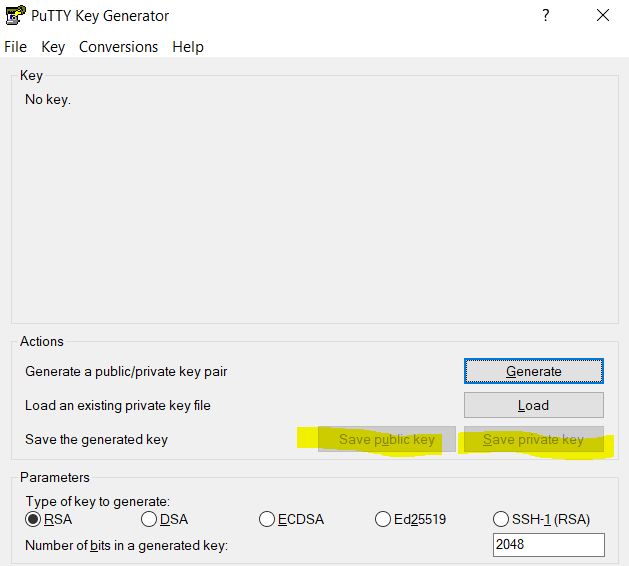 PuTTY Key Generator ?
File Key Conversions Help
Key
No key.
Actions
Generate a public/private key pair Generate
Load an existing private key file Load
Save the generated key Save public key Save private key
Parameters
Type of key to generate:
RSA DSA ECDSA Ed25519 SSH-1 (RSA)
Number of bits in a generated key: 2048